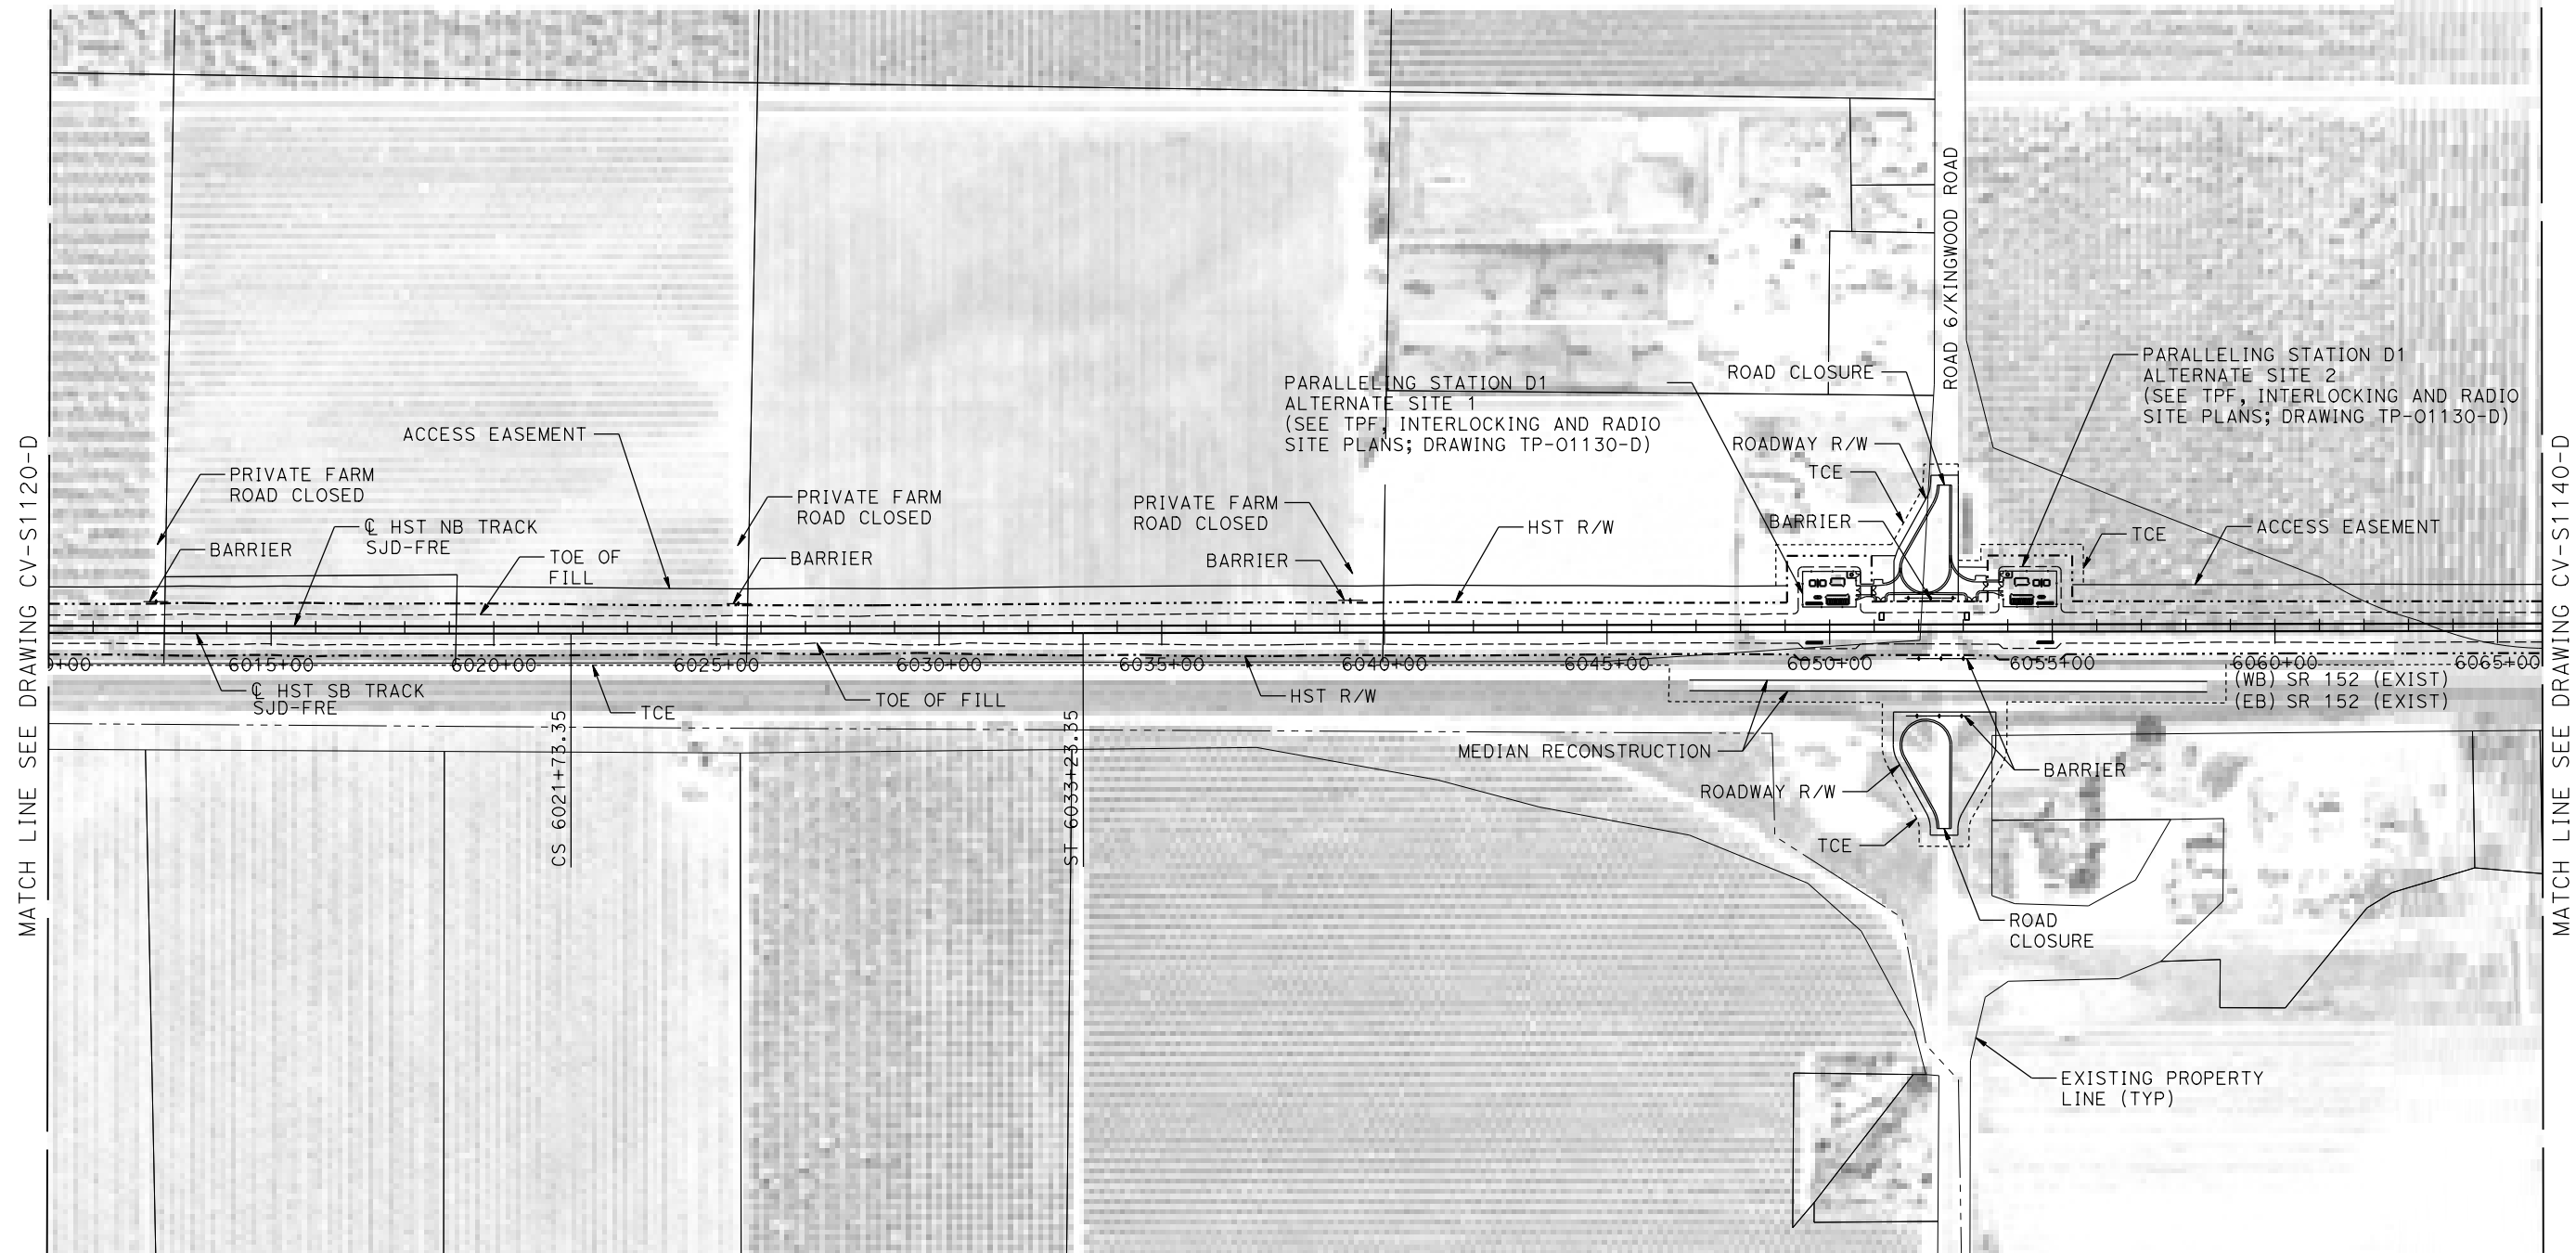 ROAD 6/KINGWOOD ROAD
PARALLELING STATION D1
ALTERNATE SITE 1
(SEE TPF, INTERLOCKING AND RADIO
SITE PLANS; DRAWING TP-01130-D)
ROAD CLOSURE
PARALLELING STATION D1
ALTERNATE SITE 2
(SEE TPF, INTERLOCKING AND RADIO
SITE PLANS; DRAWING TP-01130-D)
MATCH LINE SEE DRAWING CV-S1120-D
MATCH LINE SEE DRAWING CV-S1140-D
ACCESS EASEMENT
ROADWAY R/W
TCE
PRIVATE FARM
ROAD CLOSED
PRIVATE FARM
ROAD CLOSED
PRIVATE FARM
ROAD CLOSED
℄ HST NB TRACK
SJD-FRE
HST R/W
BARRIER
ACCESS EASEMENT
TCE
BARRIER
TOE OF
FILL
BARRIER
BARRIER
0+00
6015+00
6020+00
6025+00
6030+00
6035+00
6040+00
6045+00
6050+00
6055+00
6060+00
6065+00
(WB) SR 152 (EXIST)
(EB) SR 152 (EXIST)
℄ HST SB TRACK
SJD-FRE
TCE
TOE OF FILL
HST R/W
CS 6021+73.35
ST 6033+23.35
MEDIAN RECONSTRUCTION
BARRIER
ROADWAY R/W
TCE
ROAD
CLOSURE
EXISTING PROPERTY
LINE (TYP)